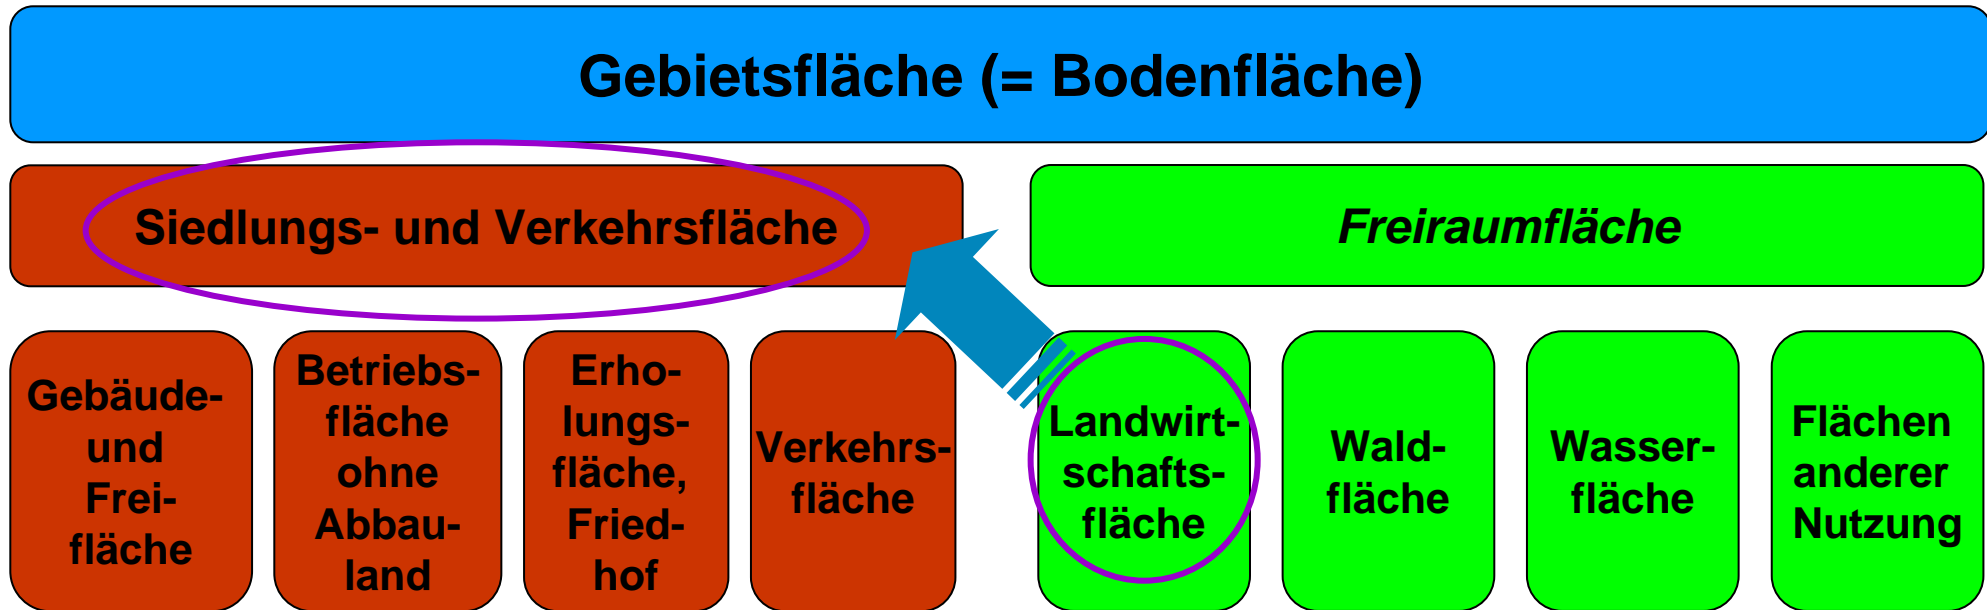 Gebietsfläche (= Bodenfläche)
Siedlungs- und Verkehrsfläche
Freiraumfläche
Gebäude-
und
Frei-
fläche
Betriebs-
fläche
ohne
Abbau-
land
Erho-
lungs-
fläche,
Fried-
hof
Verkehrs-
fläche
Landwirt-
schafts-
fläche
Wald-
fläche
Wasser-
fläche
Flächen
anderer
Nutzung